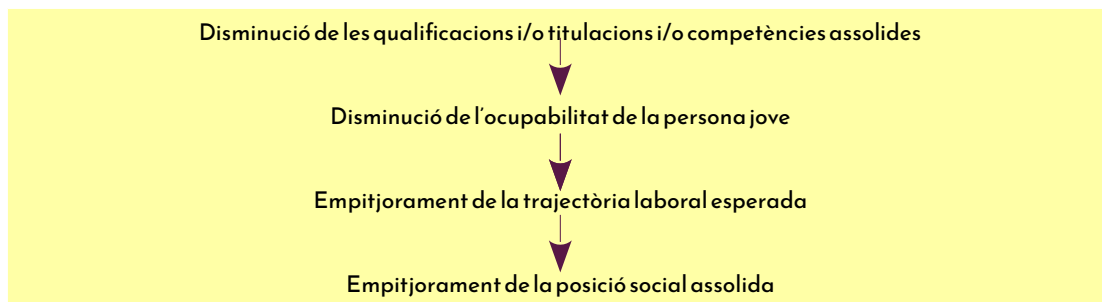 Disminució de les qualificacions i/o titulacions i/o competències assolides
Disminució de l'ocupabilitat de la persona jove
Empitjorament de la trajectòria laboral esperada
Empitjorament de la posició social assolida